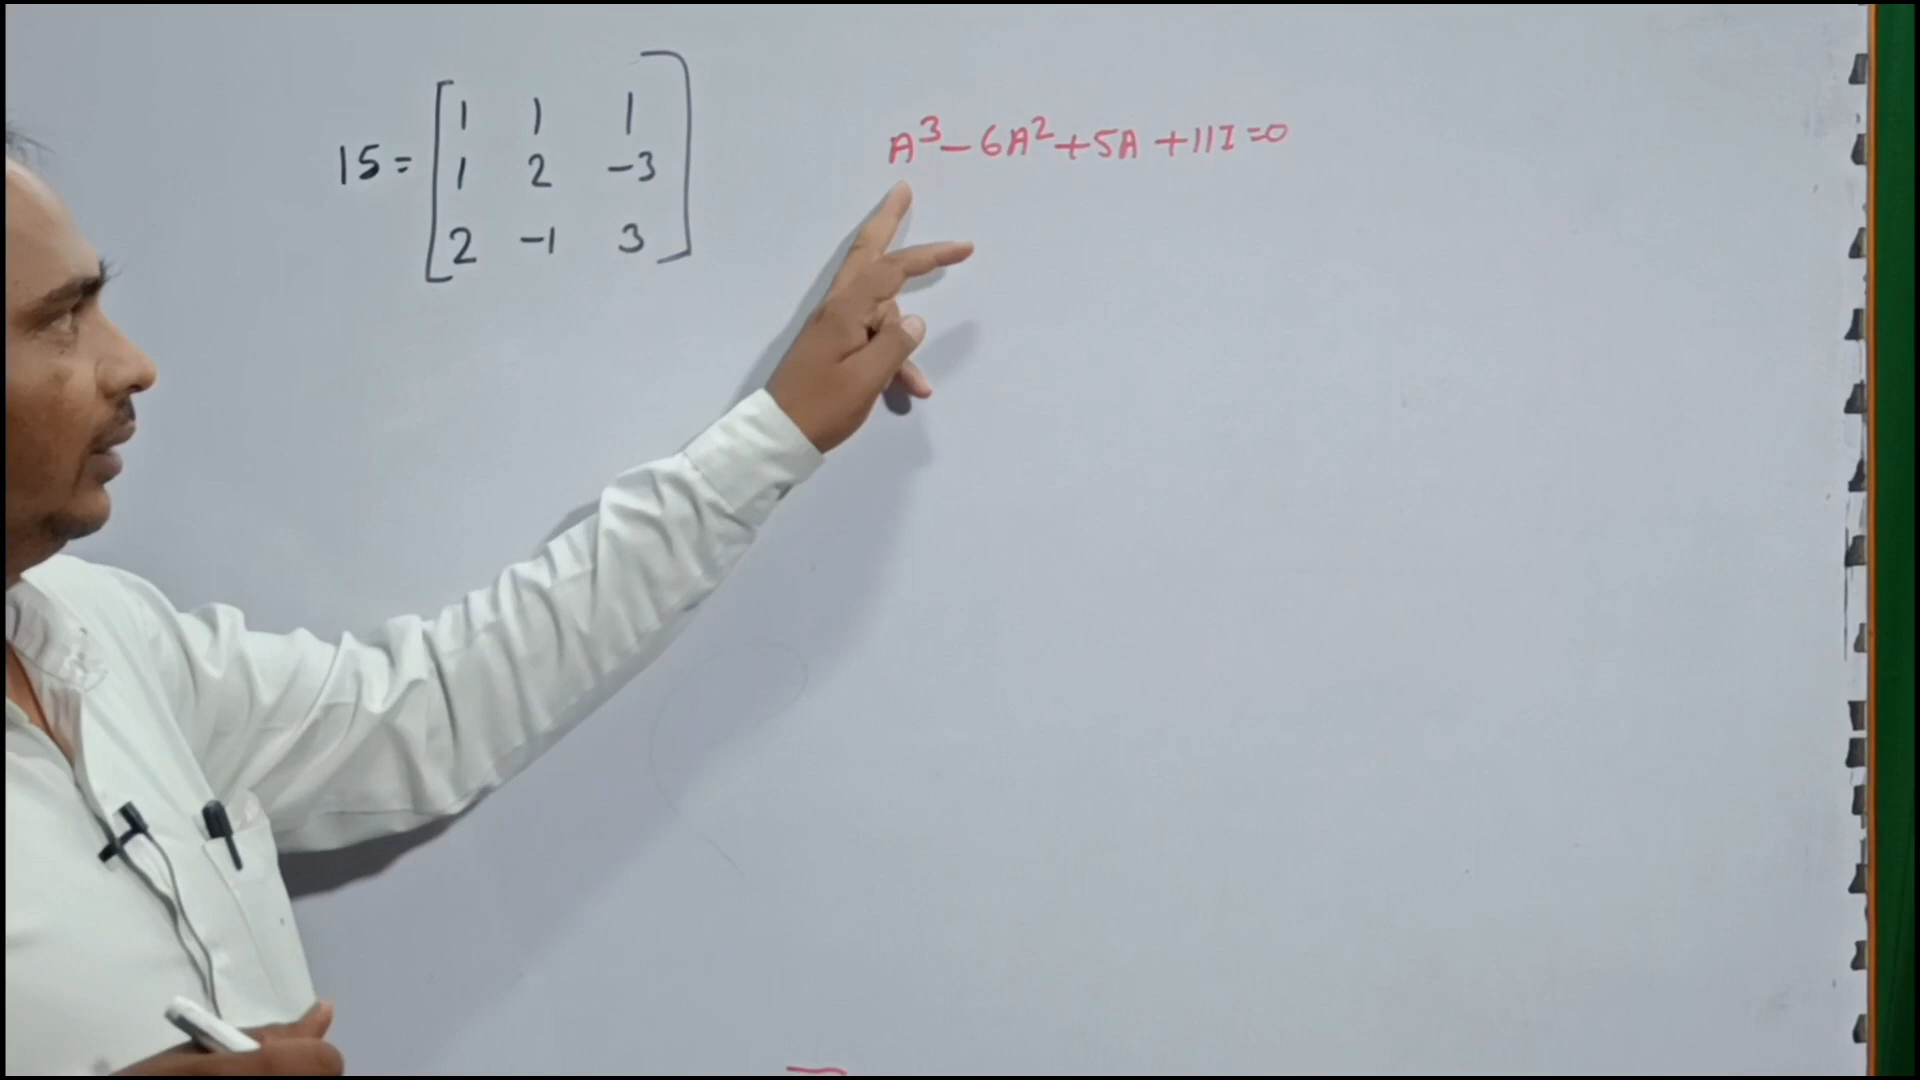 15 = [1 1 1
1 2 -3
2 -1 3]
A³ - 6A² + 5A + 11I = 0